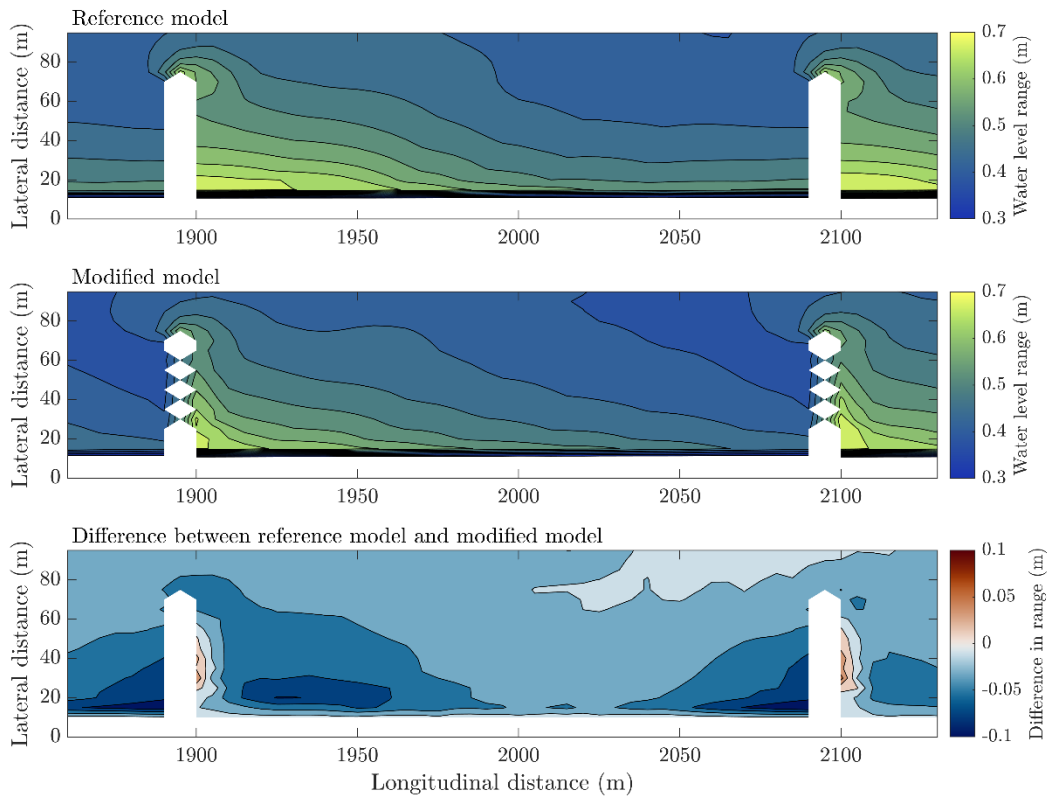 Reference model
Lateral distance (m)
80
60
40
20
0
1900 1950 2000 2050 2100
0.7
0.6
0.5
0.4
0.3
Water level range (m)
Modified model
Lateral distance (m)
80
60
40
20
0
1900 1950 2000 2050 2100
0.7
0.6
0.5
0.4
0.3
Water level range (m)
Difference between reference model and modified model
Lateral distance (m)
80
60
40
20
0
1900 1950 2000 2050 2100
Longitudinal distance (m)
0.1
0.05
0
-0.05
-0.1
Difference in range (m)